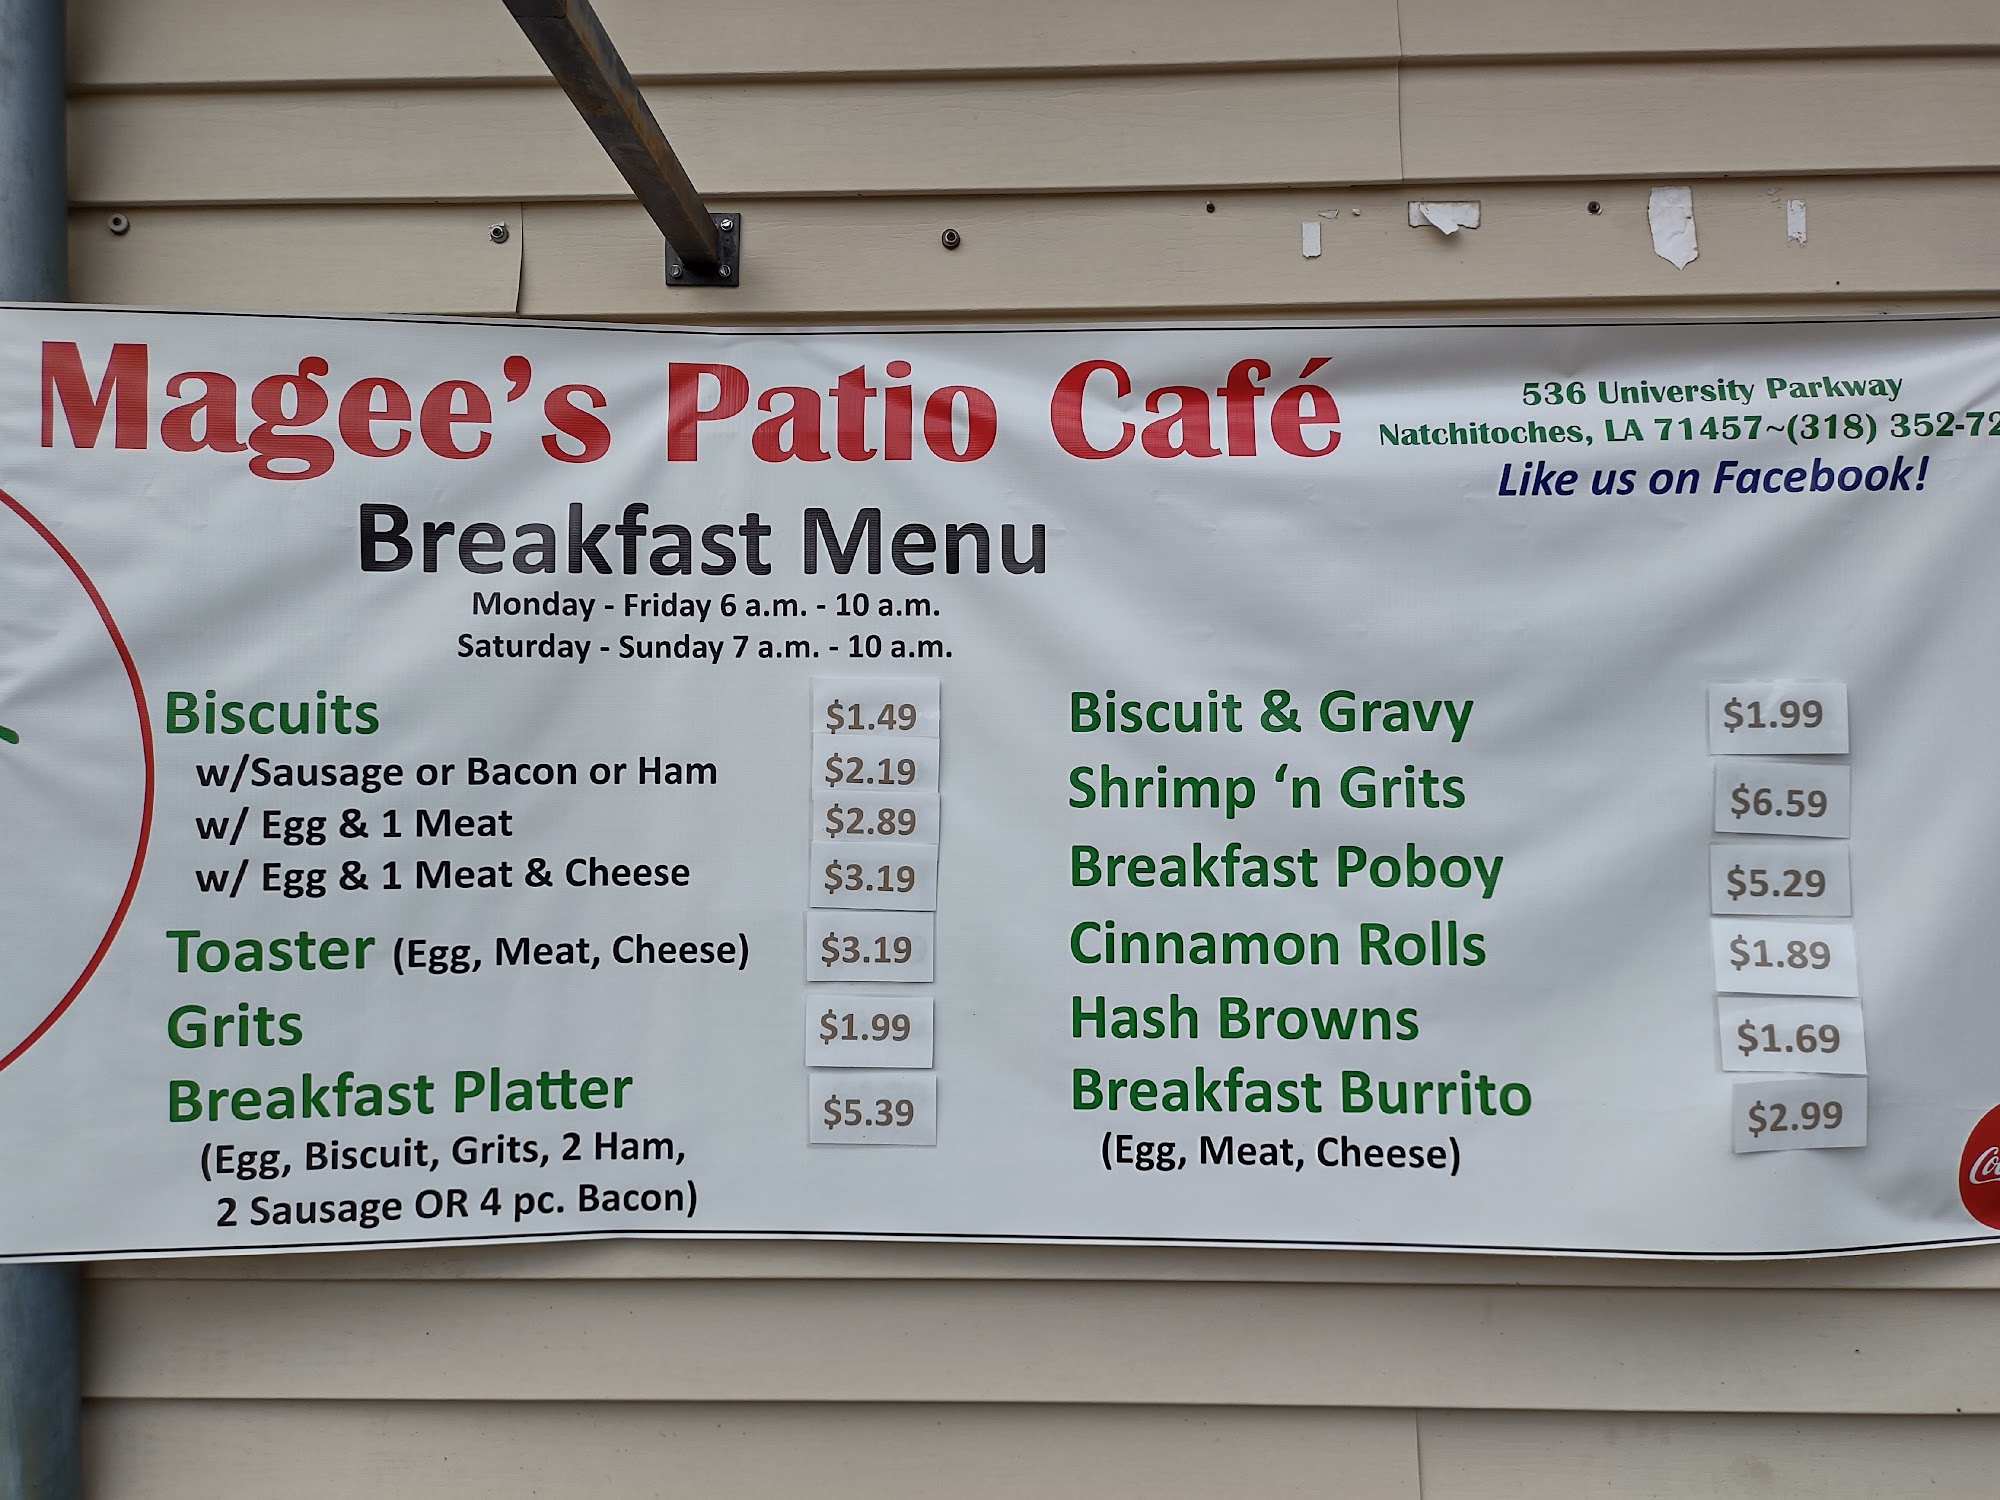 Magee's Patio Café
536 University Parkway
Natchitoches, LA 71457~(318) 352-72
Like us on Facebook!
Breakfast Menu
Monday - Friday 6 a.m. - 10 a.m.
Saturday - Sunday 7 a.m. - 10 a.m.
Biscuits $1.49
w/Sausage or Bacon or Ham $2.19
w/ Egg & 1 Meat $2.89
w/ Egg & 1 Meat & Cheese $3.19
Toaster (Egg, Meat, Cheese) $3.19
Grits $1.99
Breakfast Platter $5.39
(Egg, Biscuit, Grits, 2 Ham,
2 Sausage OR 4 pc. Bacon)
Biscuit & Gravy $1.99
Shrimp ‘n Grits $6.59
Breakfast Poboy $5.29
Cinnamon Rolls $1.89
Hash Browns $1.69
Breakfast Burrito $2.99
(Egg, Meat, Cheese)